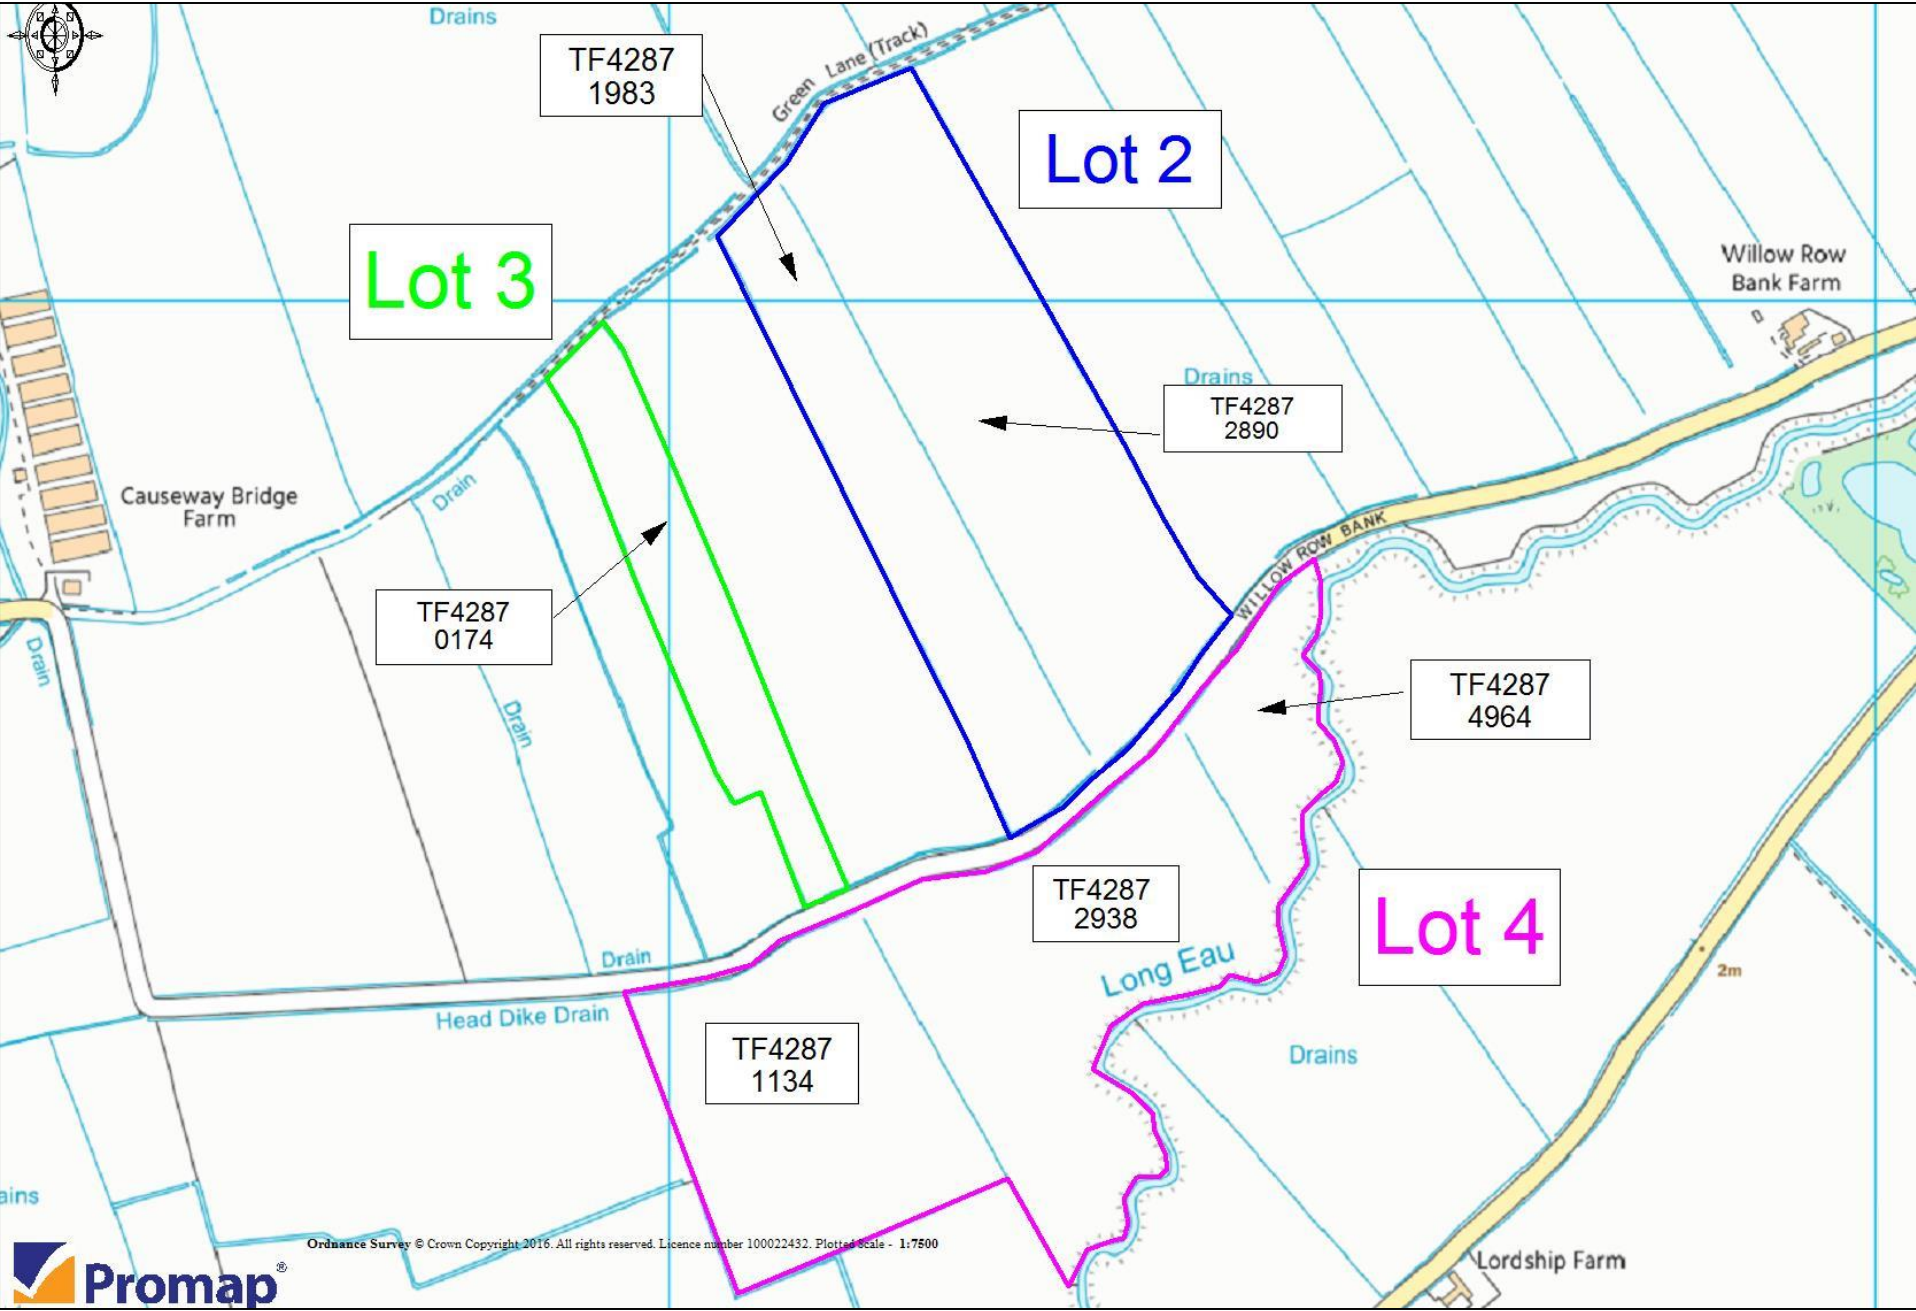 Drains
TF4287
1983
Green Lane (Track)
Lot 2
Lot 3
Willow Row
Bank Farm
Drains
TF4287
2890
Causeway Bridge
Farm
Drain
WILLOW ROW BANK
TF4287
0174
Drain
TF4287
4964
Drain
TF4287
2938
Lot 4
Drain
Long Eau
2m
Head Dike Drain
TF4287
1134
Drains
ains
Ordnance Survey © Crown Copyright 2016. All rights reserved. Licence number 100022432. Plotted Scale - 1:7500
Lordship Farm
Promap®